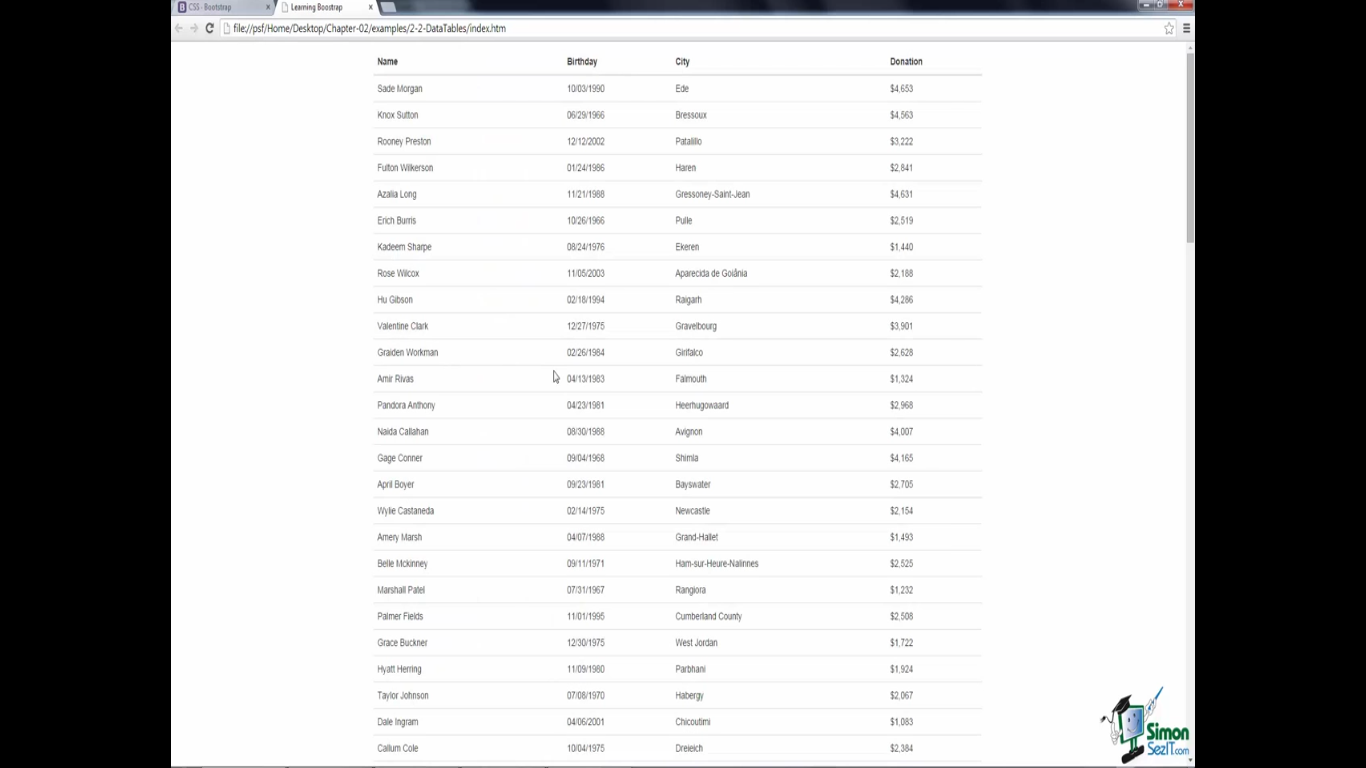 CSS · Bootstrap
Learning Boostrap
file://psf/Home/Desktop/Chapter-02/examples/2-2-DataTables/index.htm
Name Birthday City Donation
Sade Morgan 10/03/1990 Ede $4,653
Knox Sutton 06/29/1966 Bressoux $4,563
Rooney Preston 12/12/2002 Patalillo $3,222
Fulton Wilkerson 01/24/1986 Haren $2,841
Azalia Long 11/21/1988 Gressoney-Saint-Jean $4,631
Erich Burris 10/26/1966 Pulle $2,519
Kadeem Sharpe 08/24/1976 Ekeren $1,440
Rose Wilcox 11/05/2003 Aparecida de Goiânia $2,188
Hu Gibson 02/18/1994 Raigarh $4,286
Valentine Clark 12/27/1975 Gravelbourg $3,901
Graiden Workman 02/26/1984 Girifalco $2,628
Amir Rivas 04/13/1983 Falmouth $1,324
Pandora Anthony 04/23/1981 Heerhugowaard $2,968
Naida Callahan 08/30/1988 Avignon $4,007
Gage Conner 09/04/1968 Shimla $4,165
April Boyer 09/23/1981 Bayswater $2,705
Wylie Castaneda 02/14/1975 Newcastle $2,154
Amery Marsh 04/07/1988 Grand-Hallet $1,493
Belle Mckinney 09/11/1971 Ham-sur-Heure-Nalinnes $2,525
Marshall Patel 07/31/1967 Rangiora $1,232
Palmer Fields 11/01/1995 Cumberland County $2,508
Grace Buckner 12/30/1975 West Jordan $1,722
Hyatt Herring 11/09/1980 Parbhani $1,924
Taylor Johnson 07/08/1970 Habergy $2,067
Dale Ingram 04/06/2001 Chicoutimi $1,083
Callum Cole 10/04/1975 Dreieich $2,384
Simon
SezIT.com